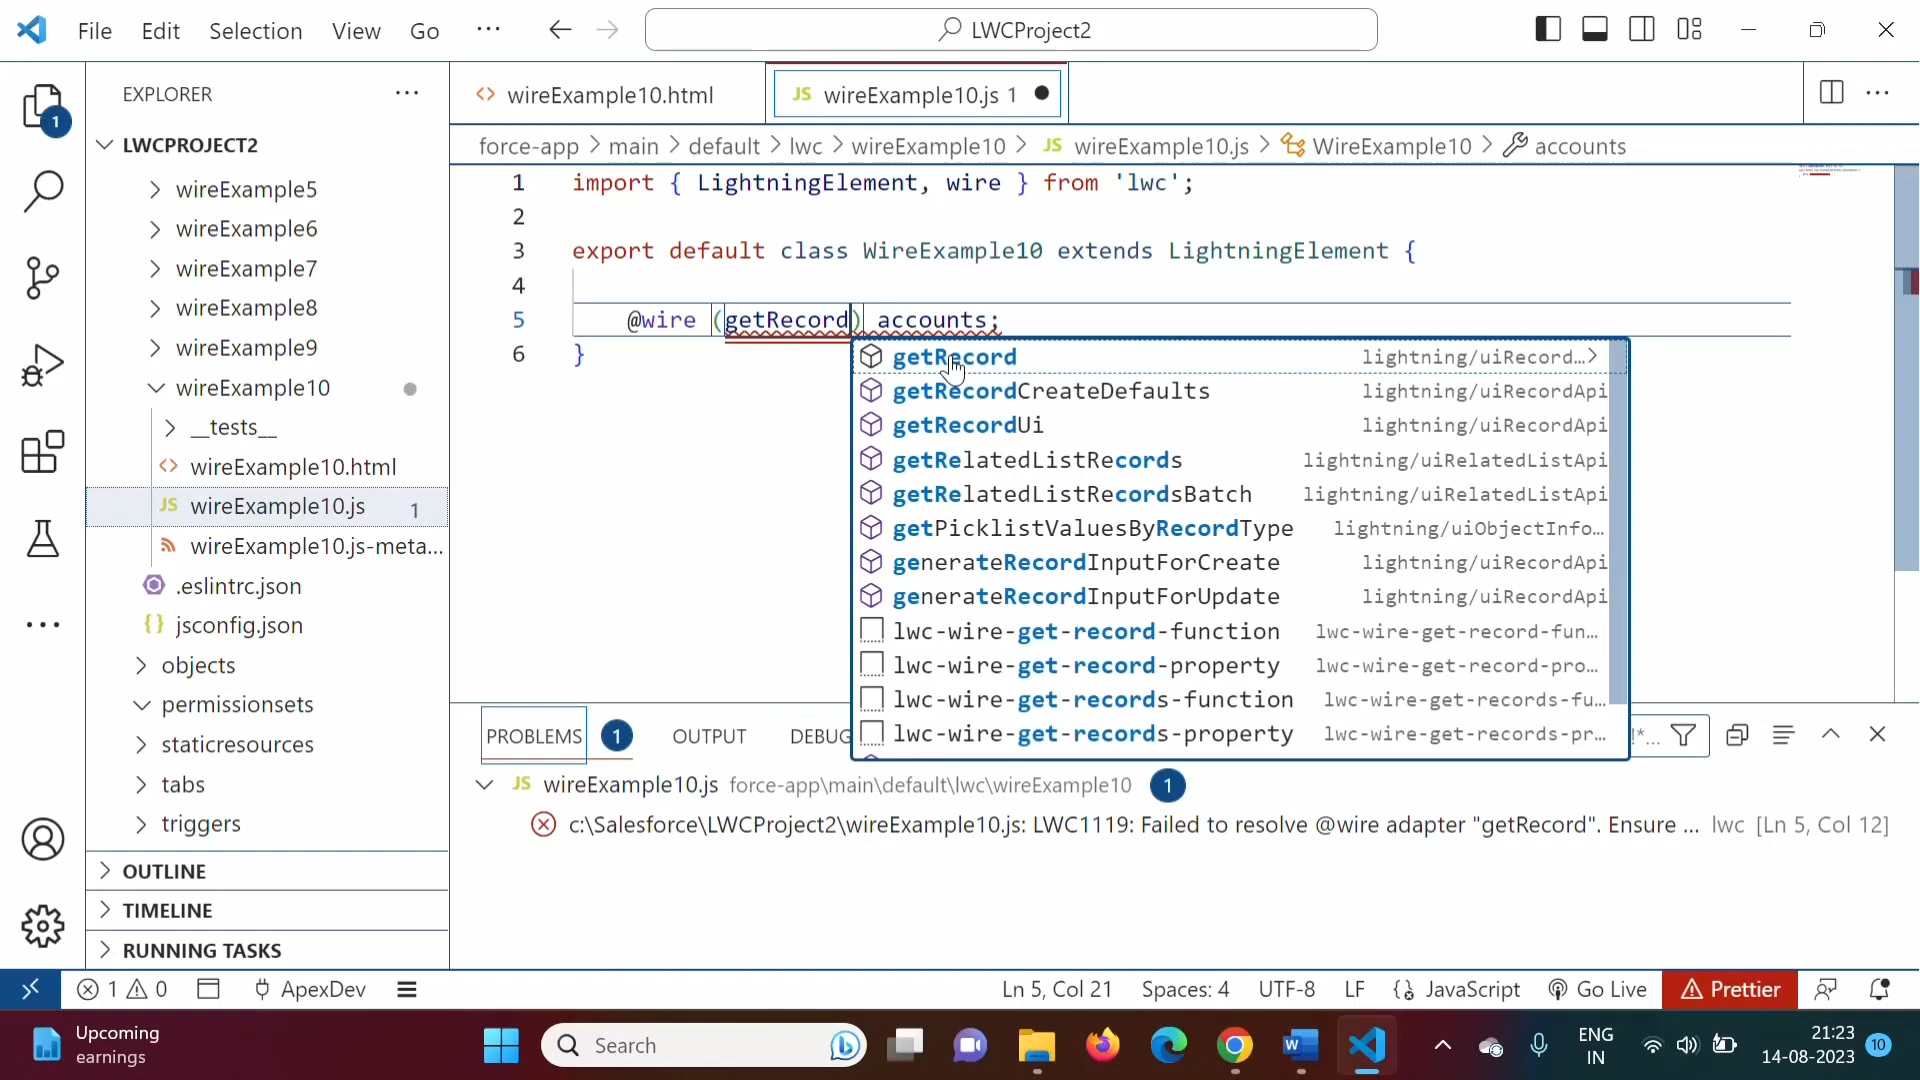 File Edit Selection View Go ··· LWCProject2
EXPLORER ···
wireExample10.html
JS wireExample10.js 1
force-app > main > default > lwc > wireExample10 > JS wireExample10.js > WireExample10 > accounts
1
LWCPROJECT2
wireExample5
wireExample6
wireExample7
wireExample8
wireExample9
wireExample10
__tests__
wireExample10.html
JS wireExample10.js 1
wireExample10.js-meta...
.eslintrc.json
{} jsconfig.json
objects
permissionsets
staticresources
tabs
triggers
OUTLINE
TIMELINE
RUNNING TASKS
1 import { LightningElement, wire } from 'lwc';
2
3 export default class WireExample10 extends LightningElement {
4
5 @wire (getRecord) accounts;
6 }
getRecord lightning/uiRecord...>
getRecordCreateDefaults lightning/uiRecordApi
getRecordUi lightning/uiRecordApi
getRelatedListRecords lightning/uiRelatedListApi
getRelatedListRecordsBatch lightning/uiRelatedListApi
getPicklistValuesByRecordType lightning/uiObjectInfo...
generateRecordInputForCreate lightning/uiRecordApi
generateRecordInputForUpdate lightning/uiRecordApi
lwc-wire-get-record-function lwc-wire-get-record-fun...
lwc-wire-get-record-property lwc-wire-get-record-pro...
lwc-wire-get-records-function lwc-wire-get-records-fu...
lwc-wire-get-records-property lwc-wire-get-records-pr...
PROBLEMS 1 OUTPUT DEBUG !*...
JS wireExample10.js force-app\main\default\lwc\wireExample10 1
c:\Salesforce\LWCProject2\wireExample10.js: LWC1119: Failed to resolve @wire adapter "getRecord". Ensure ... lwc [Ln 5, Col 12]
1 0 ApexDev Ln 5, Col 21 Spaces: 4 UTF-8 LF JavaScript Go Live Prettier
Upcoming
earnings
Search
ENG
IN
21:23
14-08-2023
10